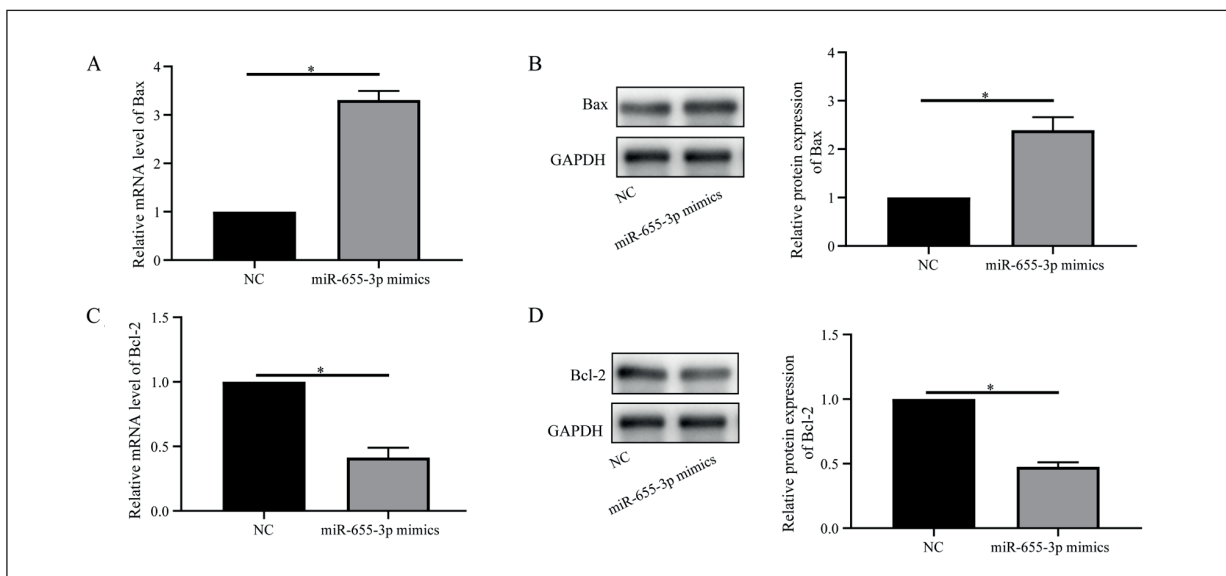 A
Relative mRNA level of Bax
4
3
2
1
0
*
NC
miR-655-3p mimics
B
Bax
GAPDH
NC
miR-655-3p mimics
Relative protein expression
of Bax
4
3
2
1
0
*
NC
miR-655-3p mimics
C
Relative mRNA level of Bcl-2
1.5
1.0
0.5
0.0
*
NC
miR-655-3p mimics
D
Bcl-2
GAPDH
NC
miR-655-3p mimics
Relative protein expression
of Bcl-2
1.5
1.0
0.5
0.0
*
NC
miR-655-3p mimics